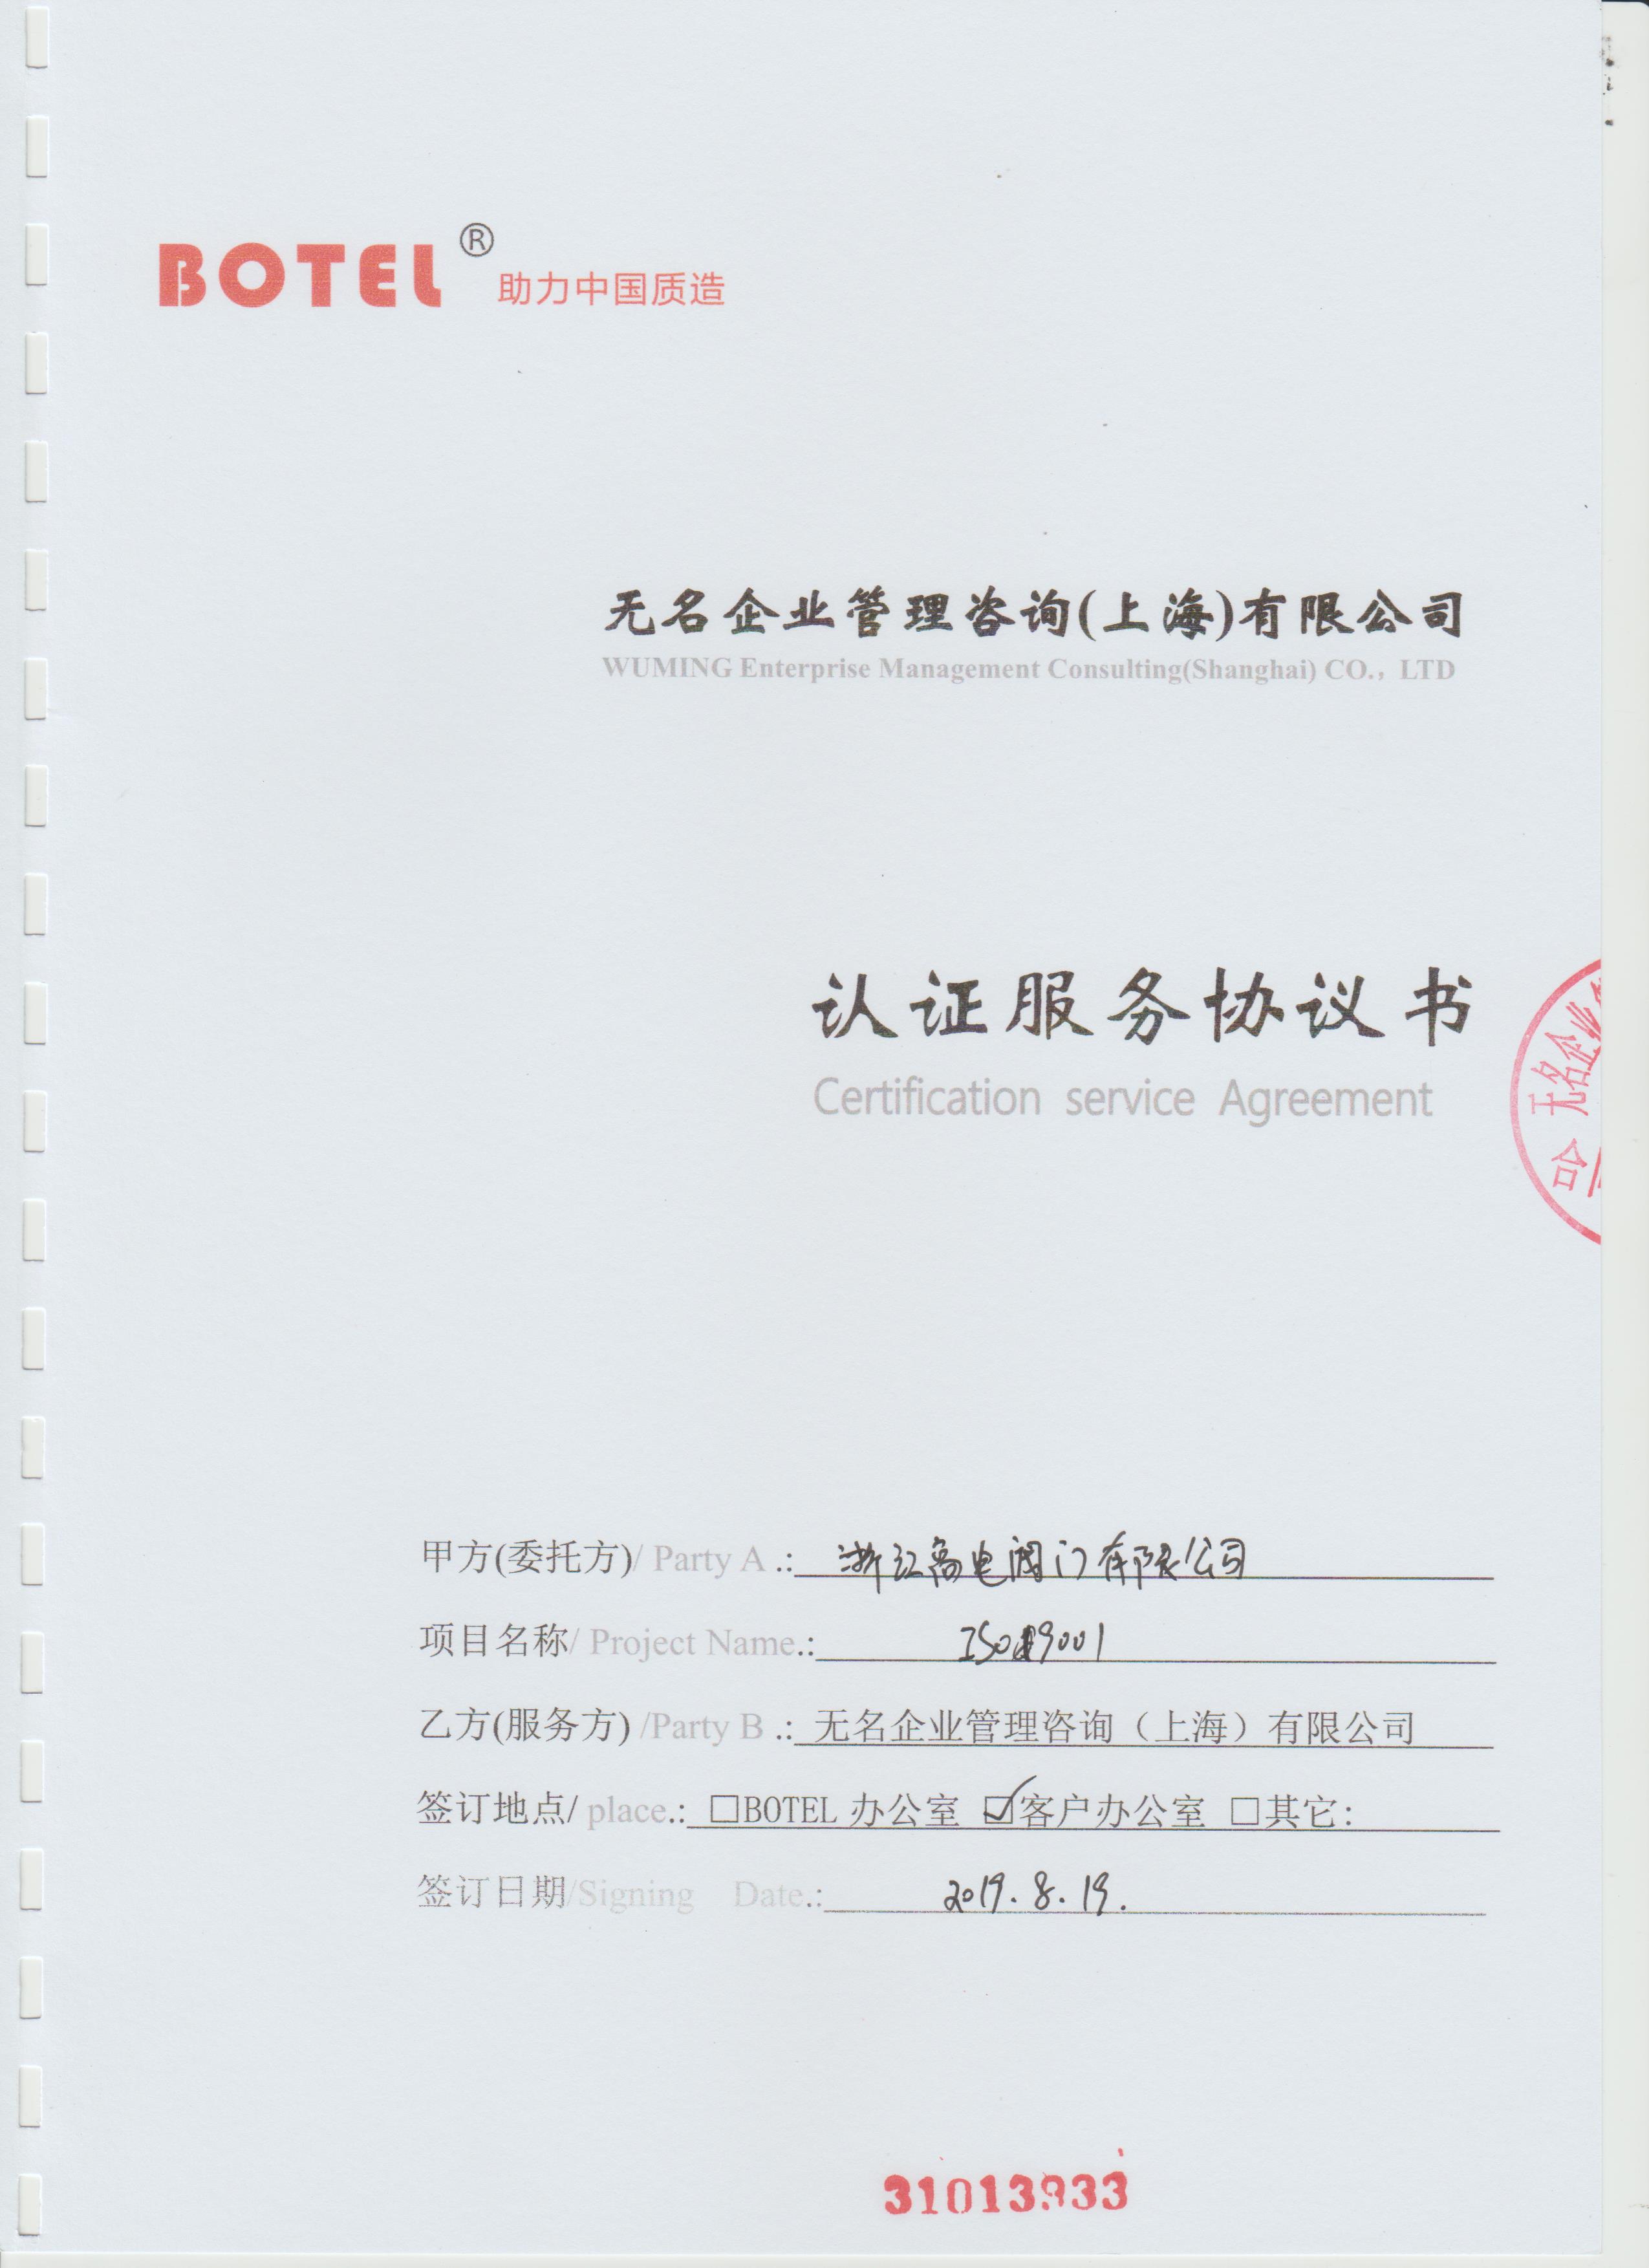 BOTEL® 助力中国质造
无名企业管理咨询(上海)有限公司
WUMING Enterprise Management Consulting(Shanghai) CO.，LTD
认证服务协议书
Certification service Agreement
无名企业
合
甲方(委托方)/ Party A .: 浙江高电阀门有限公司
项目名称/ Project Name.: ISO 9001
乙方(服务方) /Party B .: 无名企业管理咨询（上海）有限公司
签订地点/ place.: □BOTEL 办公室 ☑客户办公室 □其它:
签订日期/Signing Date.: 2019.8.19.
31013933